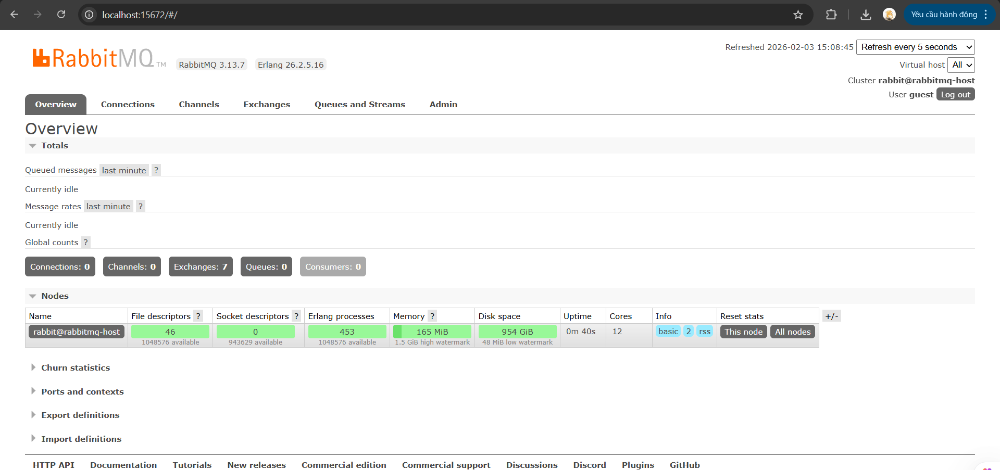 localhost:15672/#/
Yêu cầu hành động
RabbitMQ TM
RabbitMQ 3.13.7 Erlang 26.2.5.16
Refreshed 2026-02-03 15:08:45 Refresh every 5 seconds
Virtual host All
Cluster rabbit@rabbitmq-host
User guest Log out
Overview Connections Channels Exchanges Queues and Streams Admin
Overview
Totals
Queued messages last minute ?
Currently idle
Message rates last minute ?
Currently idle
Global counts ?
Connections: 0 Channels: 0 Exchanges: 7 Queues: 0 Consumers: 0
Nodes
Name File descriptors ? Socket descriptors ? Erlang processes Memory ? Disk space Uptime Cores Info Reset stats +/-
rabbit@rabbitmq-host 46 0 453 165 MiB 954 GiB 0m 40s 12 basic 2 rss This node All nodes
1048576 available 943629 available 1048576 available 1.5 GiB high watermark 48 MiB low watermark
Churn statistics
Ports and contexts
Export definitions
Import definitions
HTTP API Documentation Tutorials New releases Commercial edition Commercial support Discussions Discord Plugins GitHub